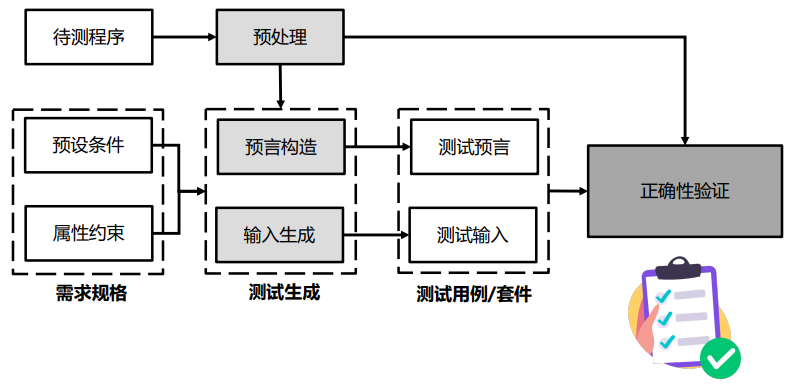 待测程序
预处理
预设条件
预言构造
测试预言
正确性验证
属性约束
输入生成
测试输入
需求规格
测试生成
测试用例/套件